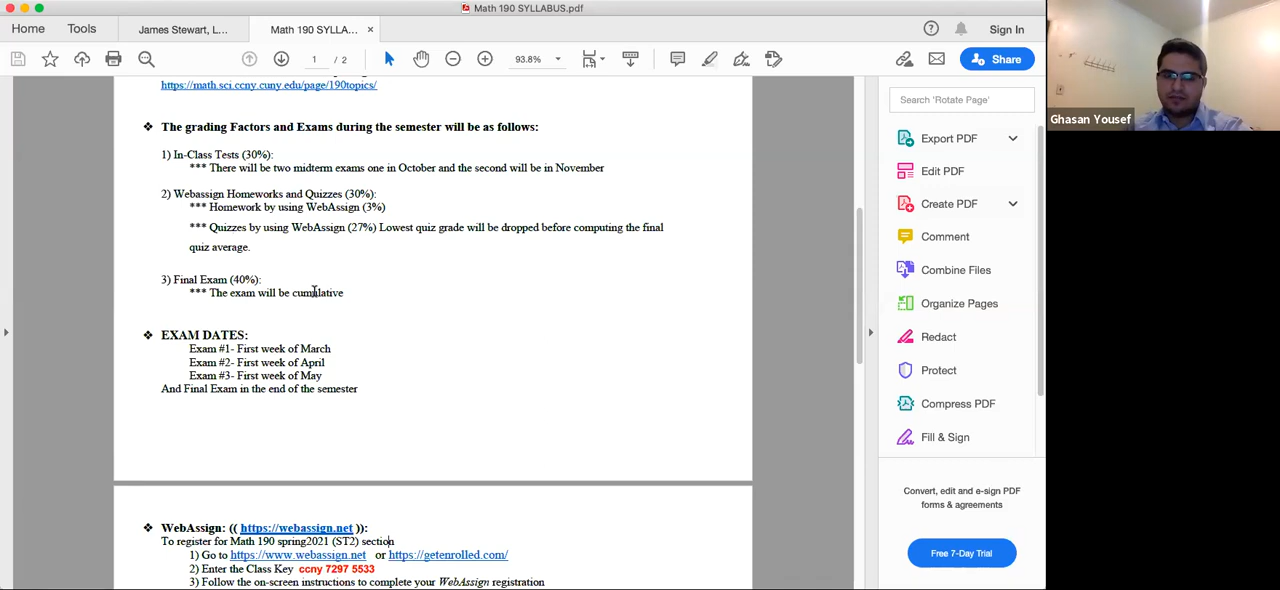 Math 190 SYLLABUS.pdf
Home Tools James Stewart, L... Math 190 SYLLA... × Sign In
1 / 2 93.8% Share
https://math.sci.ccny.cuny.edu/page/190topics/
❖ The grading Factors and Exams during the semester will be as follows:
1) In-Class Tests (30%):
*** There will be two midterm exams one in October and the second will be in November
2) Webassign Homeworks and Quizzes (30%):
*** Homework by using WebAssign (3%)
*** Quizzes by using WebAssign (27%) Lowest quiz grade will be dropped before computing the final
quiz average.
3) Final Exam (40%):
*** The exam will be cumulative
❖ EXAM DATES:
Exam #1- First week of March
Exam #2- First week of April
Exam #3- First week of May
And Final Exam in the end of the semester
❖ WebAssign: (( https://webassign.net )):
To register for Math 190 spring2021 (ST2) section
1) Go to https://www.webassign.net or https://getenrolled.com/
2) Enter the Class Key ccny 7297 5533
3) Follow the on-screen instructions to complete your WebAssign registration
Search 'Rotate Page'
Export PDF
Edit PDF
Create PDF
Comment
Combine Files
Organize Pages
Redact
Protect
Compress PDF
Fill & Sign
Convert, edit and e-sign PDF
forms & agreements
Free 7-Day Trial
Ghasan Yousef